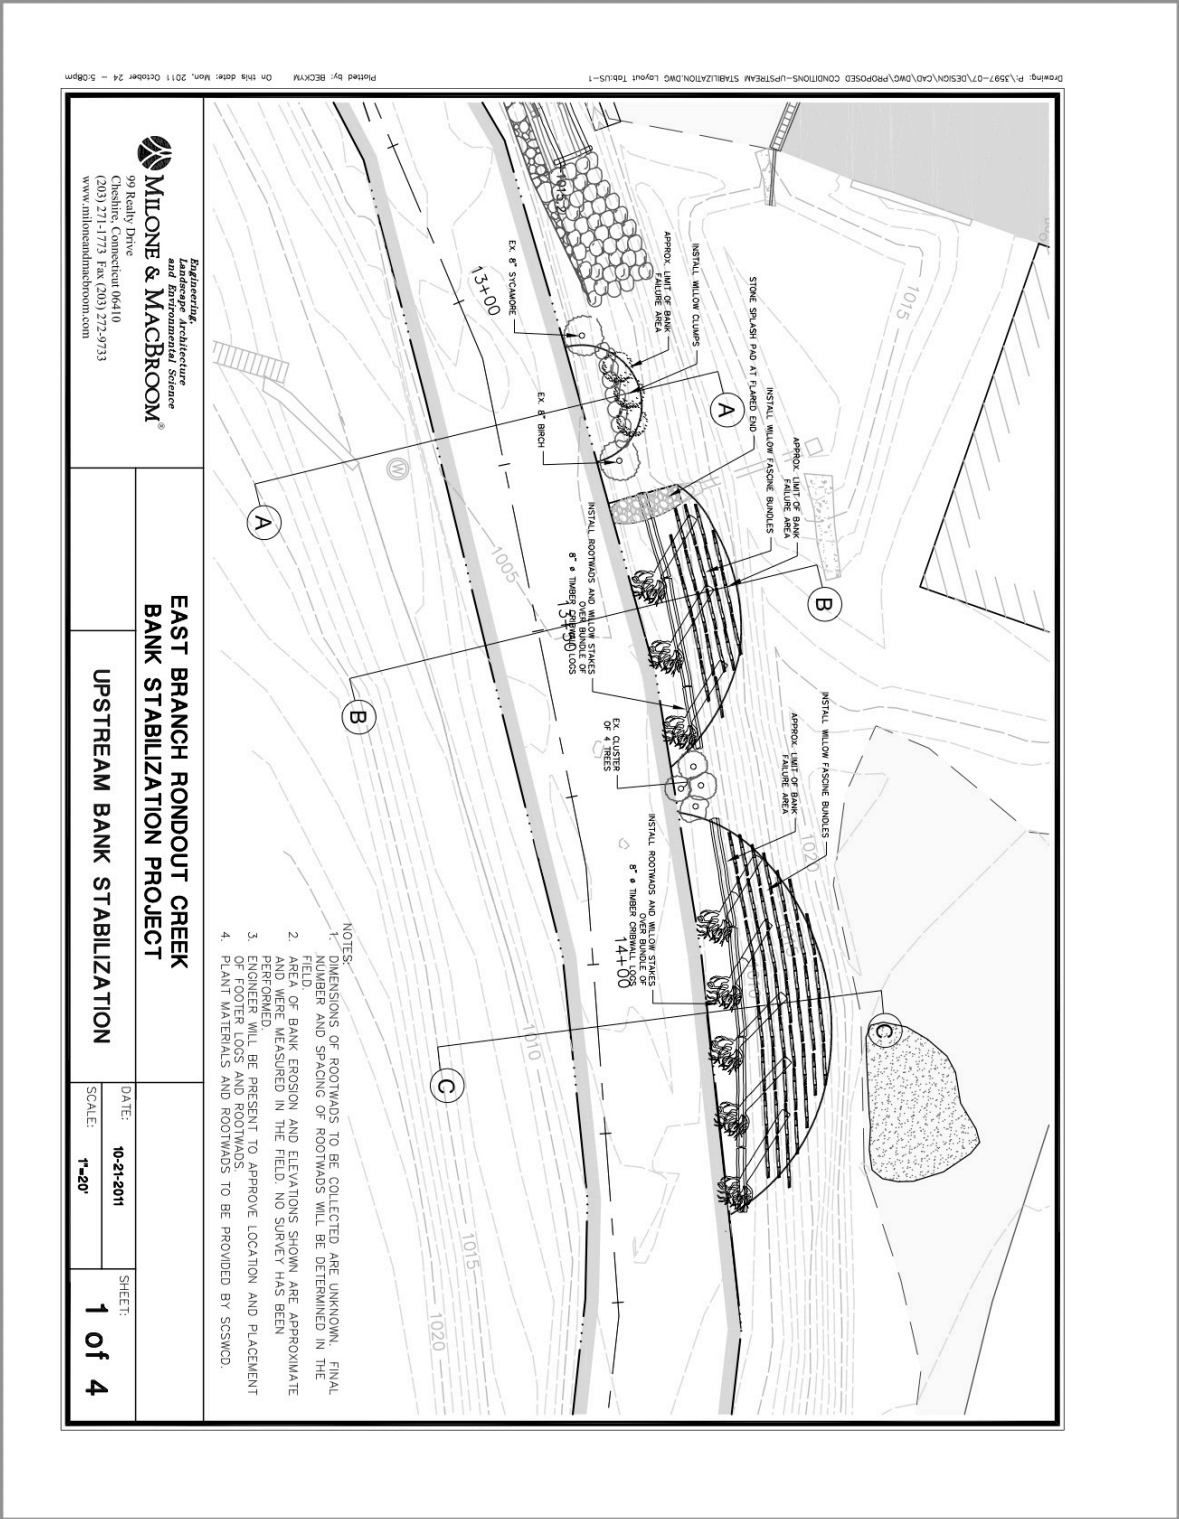 Drawing: P:\3597-07\DESIGN\CAD\DWG\PROPOSED CONDITIONS-UPSTREAM STABILIZATION.DWG Layout Tab:US-1
Plotted by: BECKYM On this date: Mon, 2011 October 24 - 5:08pm
1015
STONE SPLASH PAD AT FLARED END
INSTALL WILLOW CLUMPS
APPROX. LIMIT OF BANK
FAILURE AREA
EX. 8" SYCAMORE
13+00
A
INSTALL WILLOW FASCINE BUNDLES
APPROX. LIMIT OF BANK
FAILURE AREA
EX. 8" BIRCH
B
INSTALL ROOTWADS AND WILLOW STAKES
OVER BUNDLE OF
8" ø TIMBER CRIBWALL LOGS
13+50
W
A
1005
B
INSTALL WILLOW FASCINE BUNDLES
APPROX. LIMIT OF BANK
FAILURE AREA
EX. CLUSTER
OF 4 TREES
1020
INSTALL ROOTWADS AND WILLOW STAKES
OVER BUNDLE OF
8" ø TIMBER CRIBWALL LOGS
14+00
1015
C
C
1010
1015
1020
NOTES:
1. DIMENSIONS OF ROOTWADS TO BE COLLECTED ARE UNKNOWN. FINAL
NUMBER AND SPACING OF ROOTWADS WILL BE DETERMINED IN THE
FIELD.
2. AREA OF BANK EROSION AND ELEVATIONS SHOWN ARE APPROXIMATE
AND WERE MEASURED IN THE FIELD. NO SURVEY HAS BEEN
PERFORMED.
3. ENGINEER WILL BE PRESENT TO APPROVE LOCATION AND PLACEMENT
OF FOOTER LOGS AND ROOTWADS.
4. PLANT MATERIALS AND ROOTWADS TO BE PROVIDED BY SCSWCD.
Engineering,
Landscape Architecture
and Environmental Science
MILONE & MACBROOM®
99 Realty Drive
Cheshire, Connecticut 06410
(203) 271-1773 Fax (203) 272-9733
www.miloneandmacbroom.com
EAST BRANCH RONDOUT CREEK
BANK STABILIZATION PROJECT
UPSTREAM BANK STABILIZATION
DATE: 10-21-2011
SCALE: 1"=20'
SHEET:
1 of 4